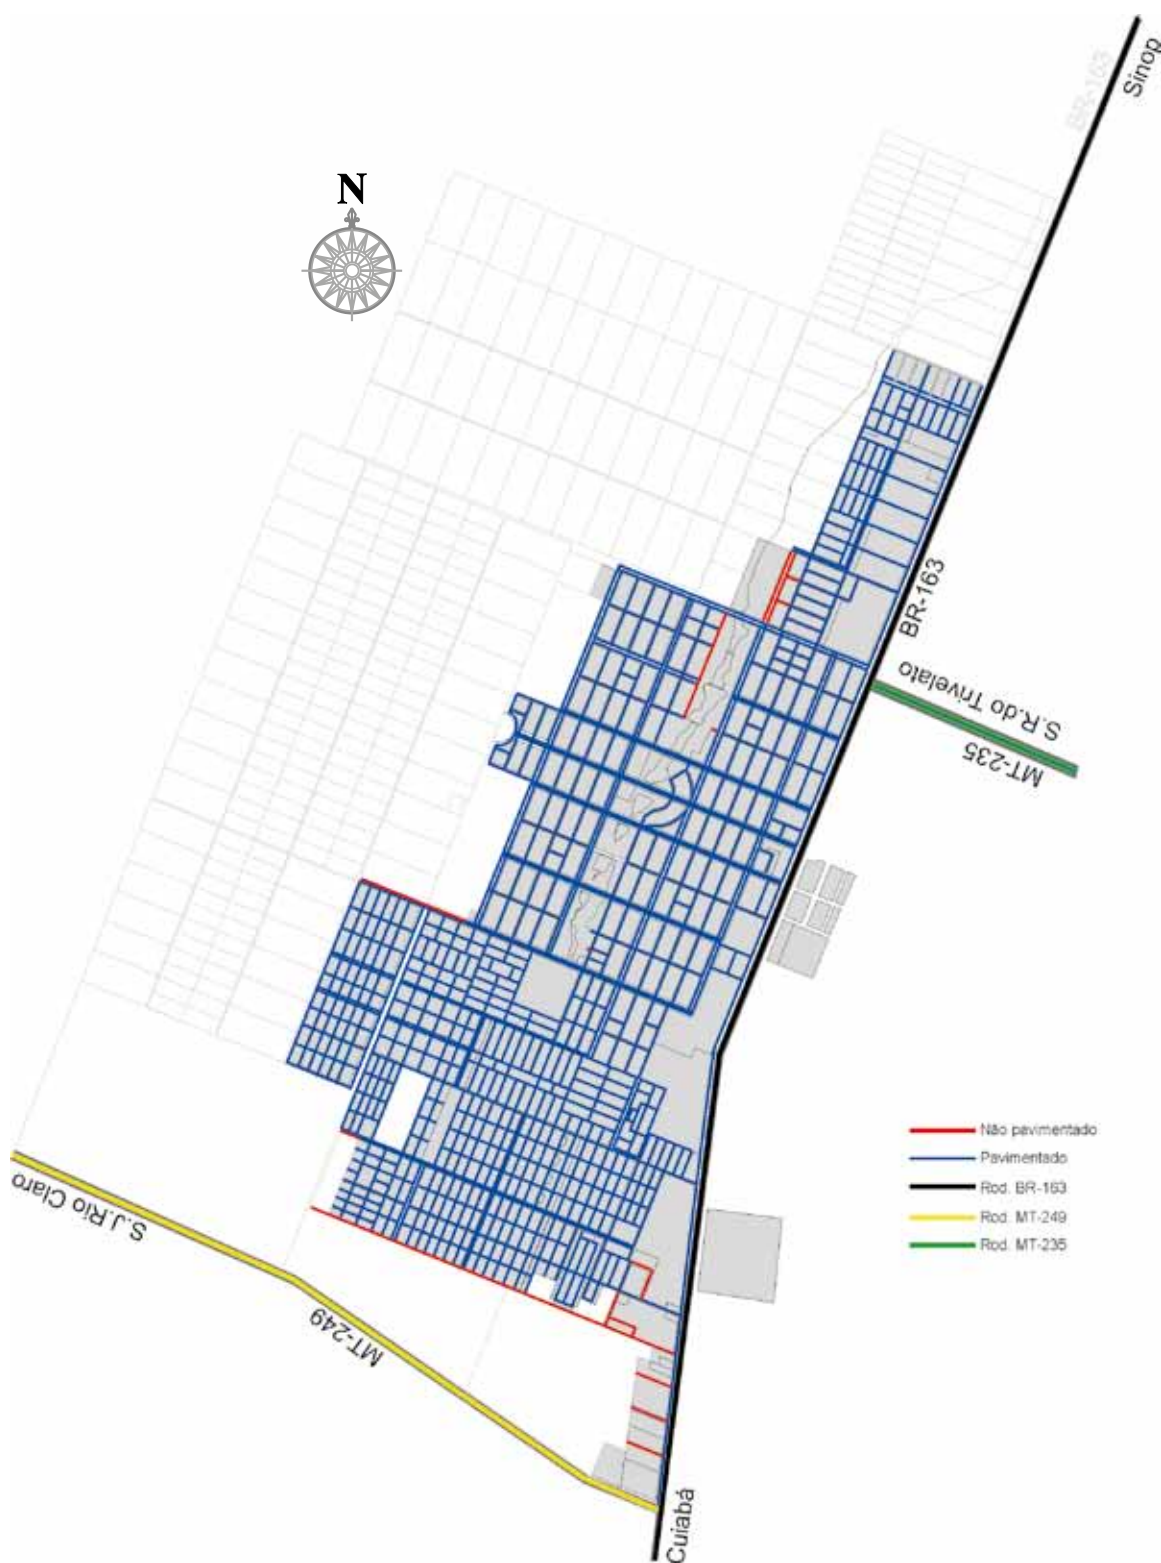 Sinop
BR-163
N
BR-163
S.R.do Trivelato
MT-235
Não pavimentado
Pavimentado
Rod. BR-163
Rod. MT-249
Rod. MT-235
S.J.Rio Claro
MT-249
Cuiabá